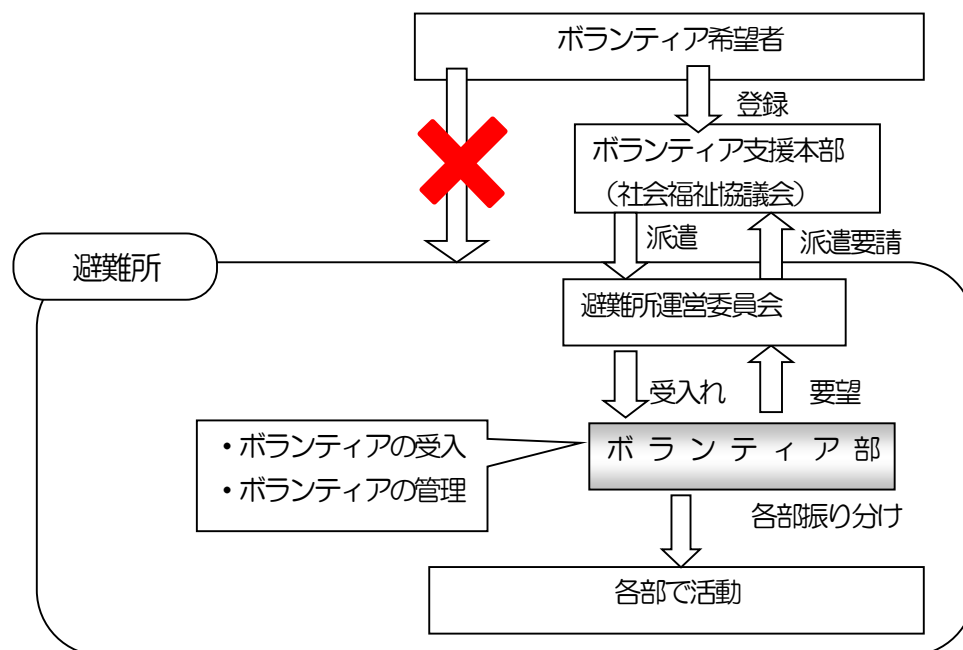 ボランティア希望者
登録
ボランティア支援本部
（社会福祉協議会）
派遣
派遣要請
避難所
避難所運営委員会
受入れ
要望
・ボランティアの受入
・ボランティアの管理
ボランティア部
各部振り分け
各部で活動